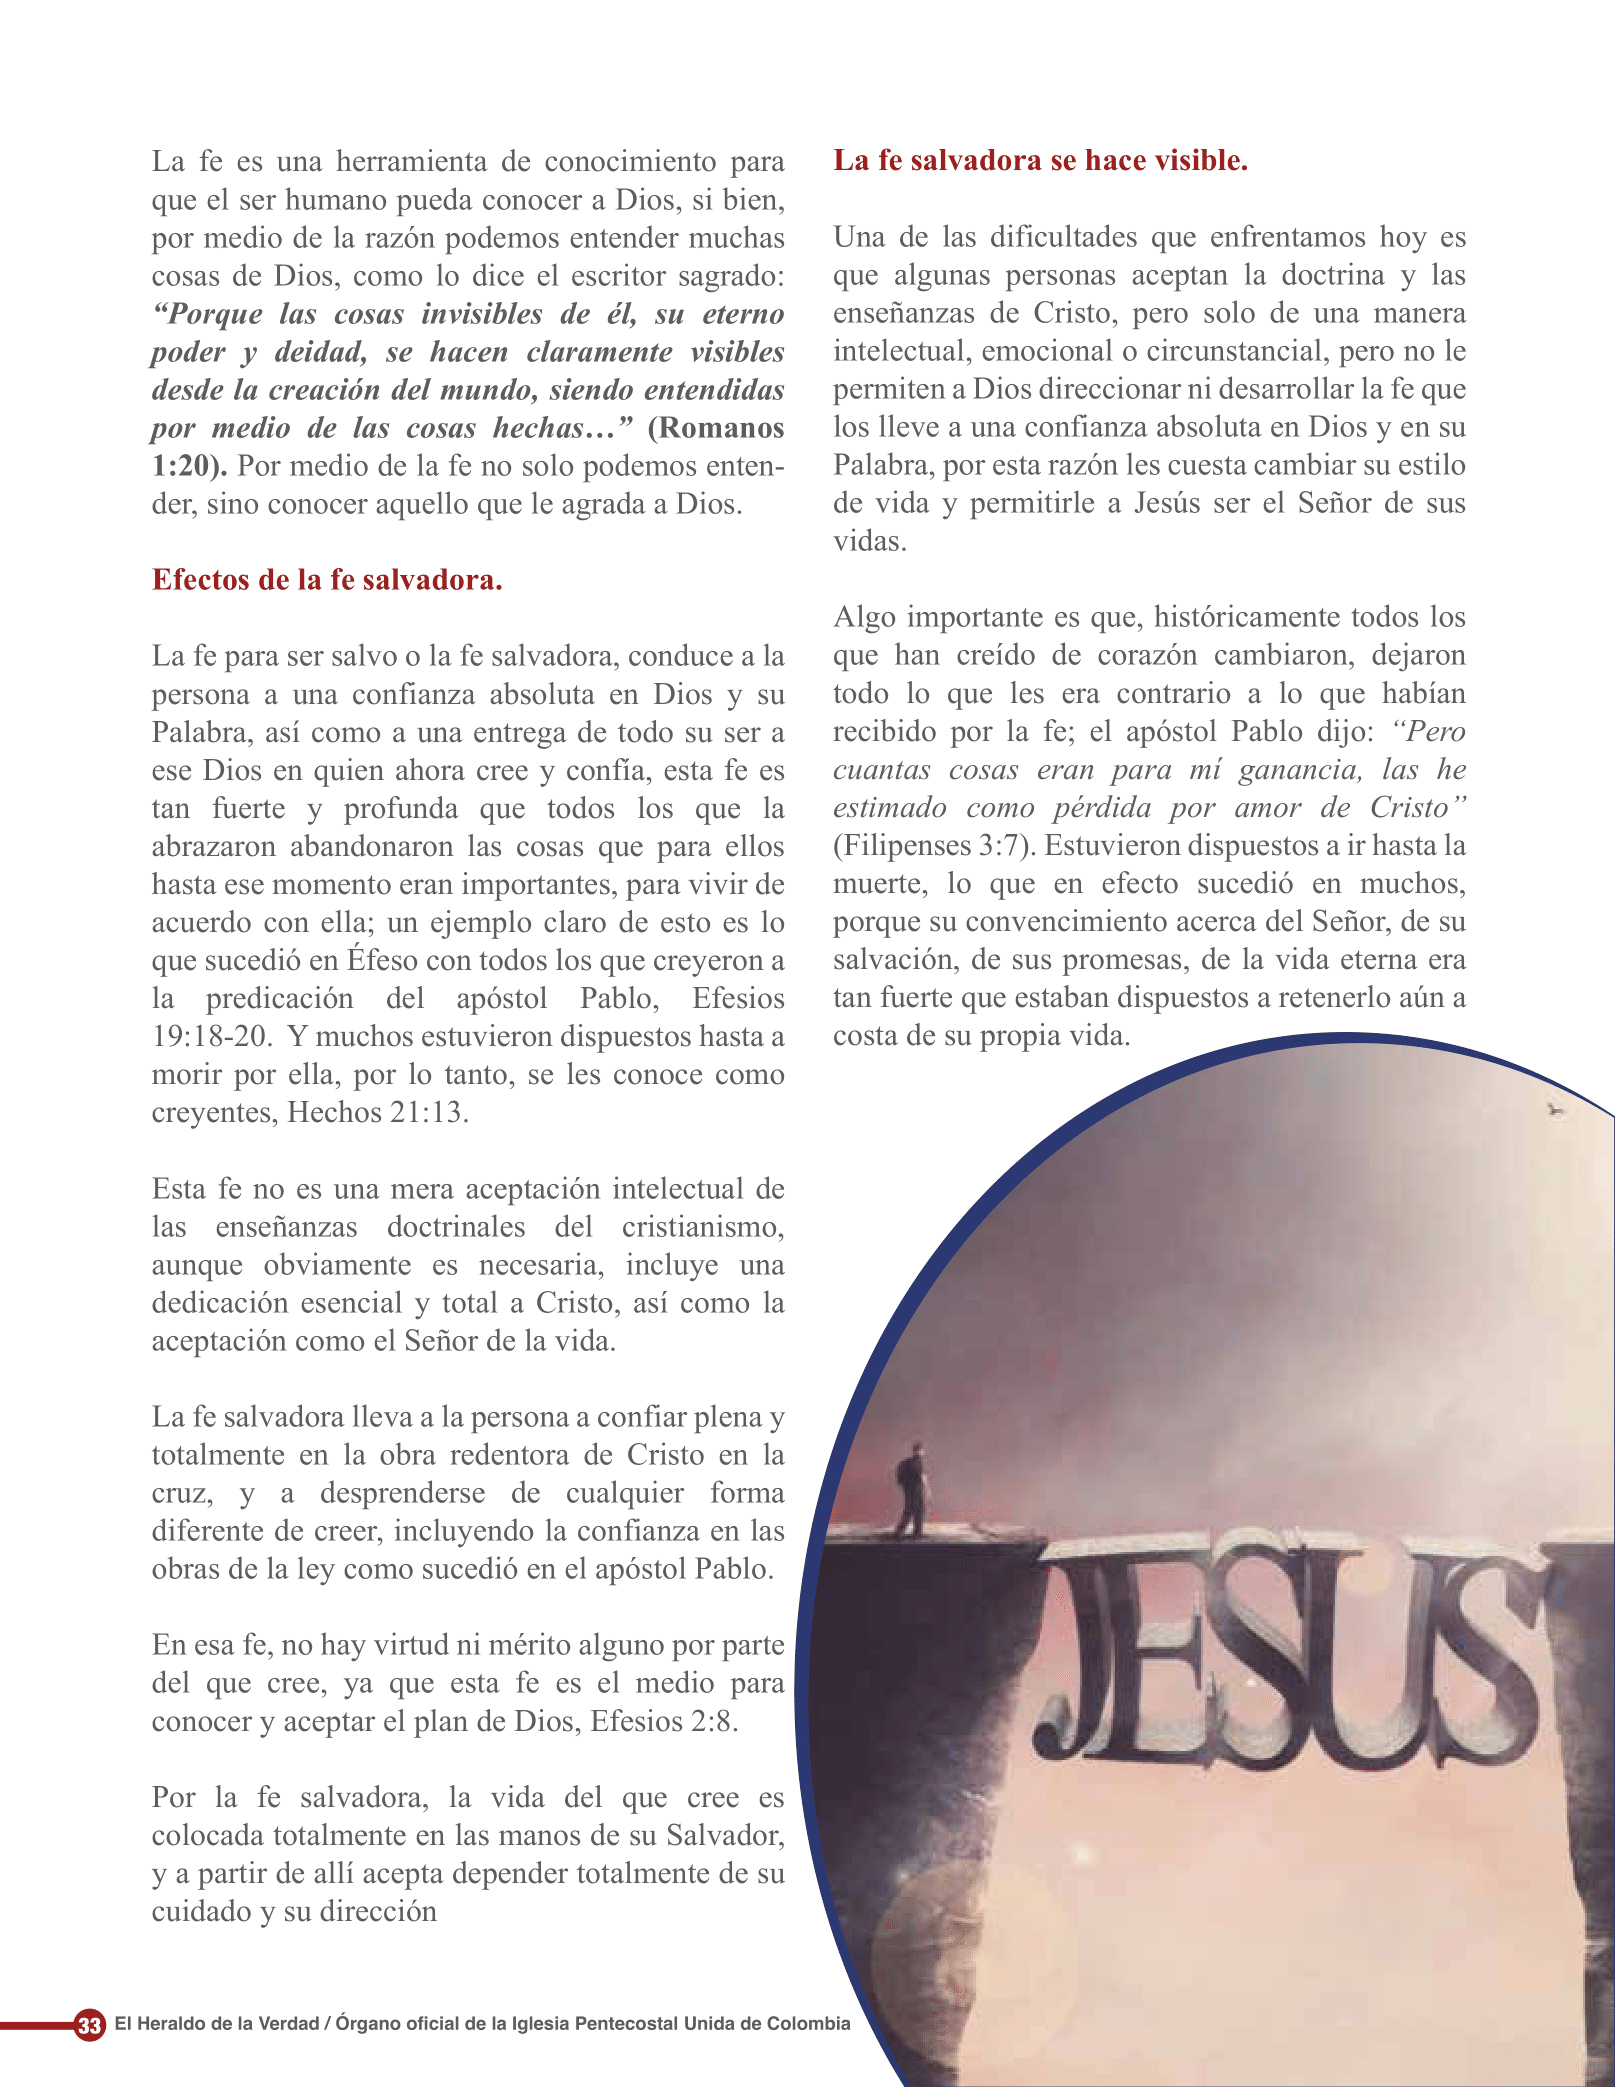 La fe es una herramienta de conocimiento para
que el ser humano pueda conocer a Dios, si bien,
por medio de la razón podemos entender muchas
cosas de Dios, como lo dice el escritor sagrado:
“Porque las cosas invisibles de él, su eterno
poder y deidad, se hacen claramente visibles
desde la creación del mundo, siendo entendidas
por medio de las cosas hechas…” (Romanos
1:20). Por medio de la fe no solo podemos enten-
der, sino conocer aquello que le agrada a Dios.
Efectos de la fe salvadora.
La fe para ser salvo o la fe salvadora, conduce a la
persona a una confianza absoluta en Dios y su
Palabra, así como a una entrega de todo su ser a
ese Dios en quien ahora cree y confía, esta fe es
tan fuerte y profunda que todos los que la
abrazaron abandonaron las cosas que para ellos
hasta ese momento eran importantes, para vivir de
acuerdo con ella; un ejemplo claro de esto es lo
que sucedió en Éfeso con todos los que creyeron a
la predicación del apóstol Pablo, Efesios
19:18-20. Y muchos estuvieron dispuestos hasta a
morir por ella, por lo tanto, se les conoce como
creyentes, Hechos 21:13.
Esta fe no es una mera aceptación intelectual de
las enseñanzas doctrinales del cristianismo,
aunque obviamente es necesaria, incluye una
dedicación esencial y total a Cristo, así como la
aceptación como el Señor de la vida.
La fe salvadora lleva a la persona a confiar plena y
totalmente en la obra redentora de Cristo en la
cruz, y a desprenderse de cualquier forma
diferente de creer, incluyendo la confianza en las
obras de la ley como sucedió en el apóstol Pablo.
En esa fe, no hay virtud ni mérito alguno por parte
del que cree, ya que esta fe es el medio para
conocer y aceptar el plan de Dios, Efesios 2:8.
Por la fe salvadora, la vida del que cree es
colocada totalmente en las manos de su Salvador,
y a partir de allí acepta depender totalmente de su
cuidado y su dirección
La fe salvadora se hace visible.
Una de las dificultades que enfrentamos hoy es
que algunas personas aceptan la doctrina y las
enseñanzas de Cristo, pero solo de una manera
intelectual, emocional o circunstancial, pero no le
permiten a Dios direccionar ni desarrollar la fe que
los lleve a una confianza absoluta en Dios y en su
Palabra, por esta razón les cuesta cambiar su estilo
de vida y permitirle a Jesús ser el Señor de sus
vidas.
Algo importante es que, históricamente todos los
que han creído de corazón cambiaron, dejaron
todo lo que les era contrario a lo que habían
recibido por la fe; el apóstol Pablo dijo: “Pero
cuantas cosas eran para mí ganancia, las he
estimado como pérdida por amor de Cristo”
(Filipenses 3:7). Estuvieron dispuestos a ir hasta la
muerte, lo que en efecto sucedió en muchos,
porque su convencimiento acerca del Señor, de su
salvación, de sus promesas, de la vida eterna era
tan fuerte que estaban dispuestos a retenerlo aún a
costa de su propia vida.
JESUS
33 El Heraldo de la Verdad / Órgano oficial de la Iglesia Pentecostal Unida de Colombia